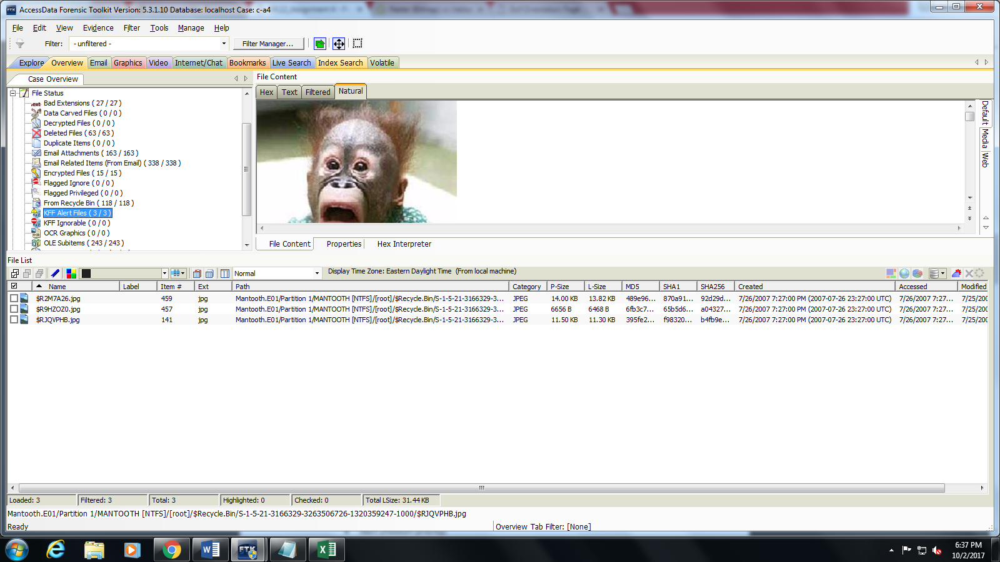 AccessData Forensic Toolkit Version: 5.3.1.10 Database: localhost Case: c-a4
File Edit View Evidence Filter Tools Manage Help
Filter: - unfiltered - Filter Manager...
Explore Overview Email Graphics Video Internet/Chat Bookmarks Live Search Index Search Volatile
Case Overview
File Status
Bad Extensions ( 27 / 27 )
Data Carved Files ( 0 / 0 )
Decrypted Files ( 0 / 0 )
Deleted Files ( 63 / 63 )
Duplicate Items ( 0 / 0 )
Email Attachments ( 163 / 163 )
Email Related Items (From Email) ( 338 / 338 )
Encrypted Files ( 15 / 15 )
Flagged Ignore ( 0 / 0 )
Flagged Privileged ( 0 / 0 )
From Recycle Bin ( 118 / 118 )
KFF Alert Files ( 3 / 3 )
KFF Ignorable ( 0 / 0 )
OCR Graphics ( 0 / 0 )
OLE Subitems ( 243 / 243 )
File Content
Hex Text Filtered Natural
Default
Media
Web
File Content Properties Hex Interpreter
File List
Normal Display Time Zone: Eastern Daylight Time (From local machine)
Name Label Item # Ext Path Category P-Size L-Size MD5 SHA1 SHA256 Created Accessed Modified
$R2M7A26.jpg 459 jpg Mantooth.E01/Partition 1/MANTOOTH [NTFS]/[root]/$Recycle.Bin/S-1-5-21-3166329-3... JPEG 14.00 KB 13.82 KB 489e96... 870a91... 92d29d... 7/26/2007 7:27:00 PM (2007-07-26 23:27:00 UTC) 7/26/2007 7:27... 7/25/200
$R9HZOZ0.jpg 457 jpg Mantooth.E01/Partition 1/MANTOOTH [NTFS]/[root]/$Recycle.Bin/S-1-5-21-3166329-3... JPEG 6656 B 6468 B 6fb3c7... 65b5d6... a04327... 7/26/2007 7:27:00 PM (2007-07-26 23:27:00 UTC) 7/26/2007 7:27... 7/25/200
$RJQVPHB.jpg 141 jpg Mantooth.E01/Partition 1/MANTOOTH [NTFS]/[root]/$Recycle.Bin/S-1-5-21-3166329-3... JPEG 11.50 KB 11.30 KB 395fe2... f98320... b4fb9e... 7/26/2007 7:27:00 PM (2007-07-26 23:27:00 UTC) 7/26/2007 7:27... 7/25/200
Loaded: 3 Filtered: 3 Total: 3 Highlighted: 0 Checked: 0 Total LSize: 31.44 KB
Mantooth.E01/Partition 1/MANTOOTH [NTFS]/[root]/$Recycle.Bin/S-1-5-21-3166329-3263506726-1320359247-1000/$RJQVPHB.jpg
Ready Overview Tab Filter: [None]
6:37 PM
10/2/2017